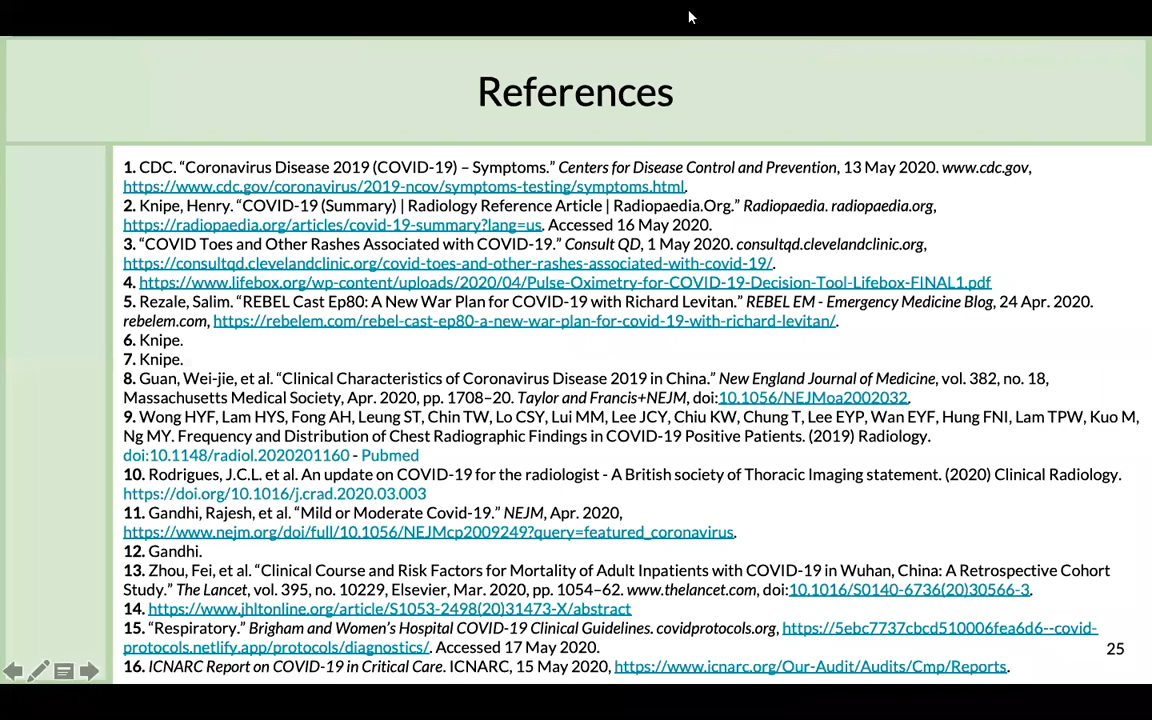 References
1. CDC. “Coronavirus Disease 2019 (COVID-19) – Symptoms.” Centers for Disease Control and Prevention, 13 May 2020. www.cdc.gov,
https://www.cdc.gov/coronavirus/2019-ncov/symptoms-testing/symptoms.html.
2. Knipe, Henry. “COVID-19 (Summary) | Radiology Reference Article | Radiopaedia.Org.” Radiopaedia. radiopaedia.org,
https://radiopaedia.org/articles/covid-19-summary?lang=us. Accessed 16 May 2020.
3. “COVID Toes and Other Rashes Associated with COVID-19.” Consult QD, 1 May 2020. consultqd.clevelandclinic.org,
https://consultqd.clevelandclinic.org/covid-toes-and-other-rashes-associated-with-covid-19/.
4. https://www.lifebox.org/wp-content/uploads/2020/04/Pulse-Oximetry-for-COVID-19-Decision-Tool-Lifebox-FINAL1.pdf
5. Rezale, Salim. “REBEL Cast Ep80: A New War Plan for COVID-19 with Richard Levitan.” REBEL EM - Emergency Medicine Blog, 24 Apr. 2020.
rebelem.com, https://rebelem.com/rebel-cast-ep80-a-new-war-plan-for-covid-19-with-richard-levitan/.
6. Knipe.
7. Knipe.
8. Guan, Wei-jie, et al. “Clinical Characteristics of Coronavirus Disease 2019 in China.” New England Journal of Medicine, vol. 382, no. 18,
Massachusetts Medical Society, Apr. 2020, pp. 1708–20. Taylor and Francis+NEJM, doi:10.1056/NEJMoa2002032.
9. Wong HYF, Lam HYS, Fong AH, Leung ST, Chin TW, Lo CSY, Lui MM, Lee JCY, Chiu KW, Chung T, Lee EYP, Wan EYF, Hung FNI, Lam TPW, Kuo M,
Ng MY. Frequency and Distribution of Chest Radiographic Findings in COVID-19 Positive Patients. (2019) Radiology.
doi:10.1148/radiol.2020201160 - Pubmed
10. Rodrigues, J.C.L. et al. An update on COVID-19 for the radiologist - A British society of Thoracic Imaging statement. (2020) Clinical Radiology.
https://doi.org/10.1016/j.crad.2020.03.003
11. Gandhi, Rajesh, et al. “Mild or Moderate Covid-19.” NEJM, Apr. 2020,
https://www.nejm.org/doi/full/10.1056/NEJMcp2009249?query=featured_coronavirus.
12. Gandhi.
13. Zhou, Fei, et al. “Clinical Course and Risk Factors for Mortality of Adult Inpatients with COVID-19 in Wuhan, China: A Retrospective Cohort
Study.” The Lancet, vol. 395, no. 10229, Elsevier, Mar. 2020, pp. 1054–62. www.thelancet.com, doi:10.1016/S0140-6736(20)30566-3.
14. https://www.jhltonline.org/article/S1053-2498(20)31473-X/abstract
15. “Respiratory.” Brigham and Women’s Hospital COVID-19 Clinical Guidelines. covidprotocols.org, https://5ebc7737cbcd510006fea6d6--covid-
protocols.netlify.app/protocols/diagnostics/. Accessed 17 May 2020.
16. ICNARC Report on COVID-19 in Critical Care. ICNARC, 15 May 2020, https://www.icnarc.org/Our-Audit/Audits/Cmp/Reports.
25